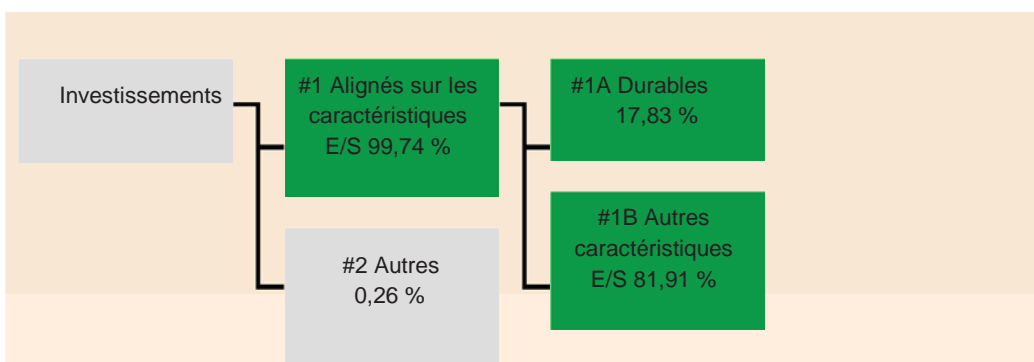 Investissements
#1 Alignés sur les
caractéristiques
E/S 99,74 %
#2 Autres
0,26 %
#1A Durables
17,83 %
#1B Autres
caractéristiques
E/S 81,91 %